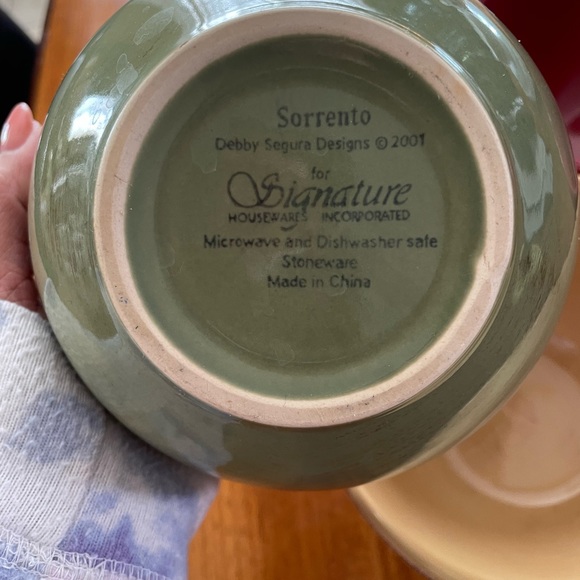 Sorrento
Debby Segura Designs © 2001
for
Signature
HOUSEWARES INCORPORATED
Microwave and Dishwasher safe
Stoneware
Made in China